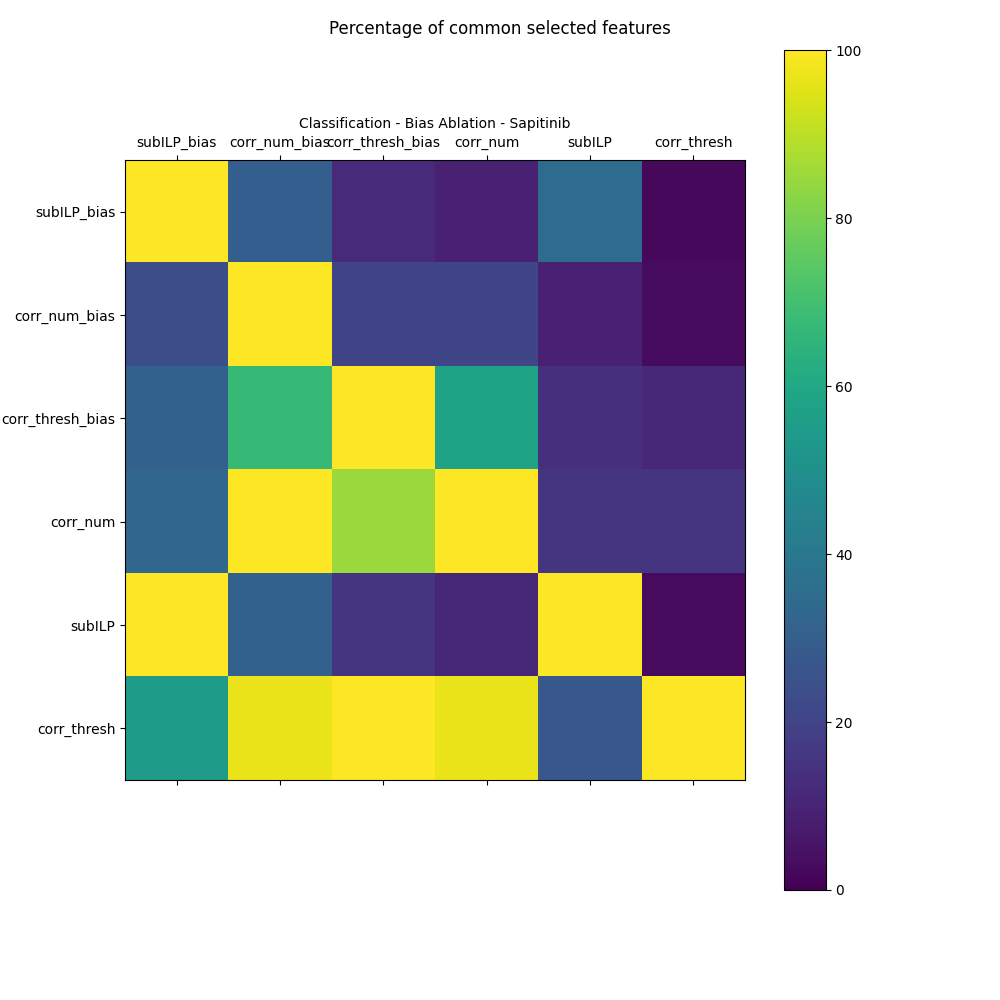 Percentage of common selected features
Classification - Bias Ablation - Sapitinib
subILP_bias corr_num_bias corr_thresh_bias corr_num subILP corr_thresh
subILP_bias
corr_num_bias
corr_thresh_bias
corr_num
subILP
corr_thresh
100
80
60
40
20
0